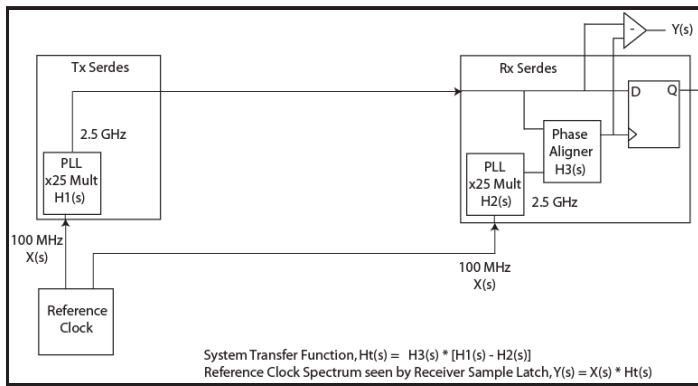 Y(s)
-
Tx Serdes
Rx Serdes
D
Q
2.5 GHz
Phase
Aligner
H3(s)
PLL
x25 Mult
H1(s)
PLL
x25 Mult
H2(s)
2.5 GHz
100 MHz
X(s)
100 MHz
X(s)
Reference
Clock
System Transfer Function, Ht(s) = H3(s) * [H1(s) - H2(s)]
Reference Clock Spectrum seen by Receiver Sample Latch, Y(s) = X(s) * Ht(s)